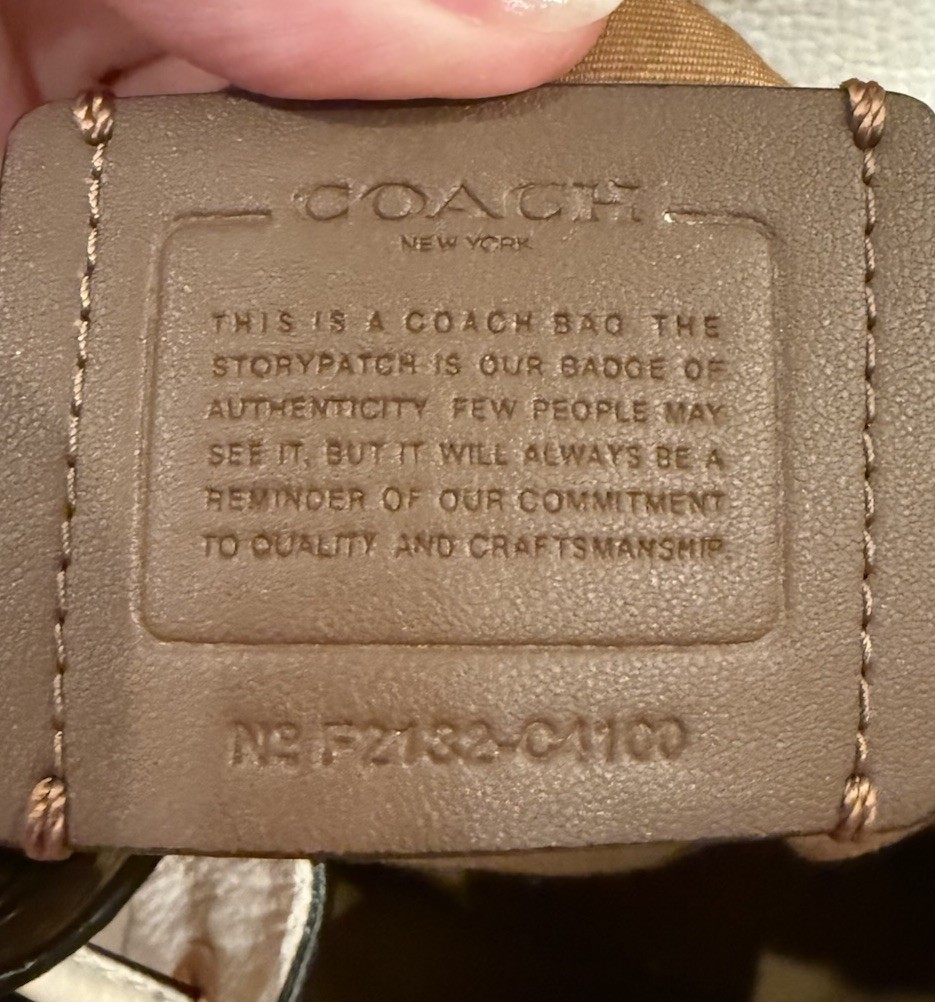 COACH
NEW YORK
THIS IS A COACH BAG. THE
STORYPATCH IS OUR BADGE OF
AUTHENTICITY. FEW PEOPLE MAY
SEE IT, BUT IT WILL ALWAYS BE A
REMINDER OF OUR COMMITMENT
TO QUALITY AND CRAFTSMANSHIP.
Nº F2132-C4100